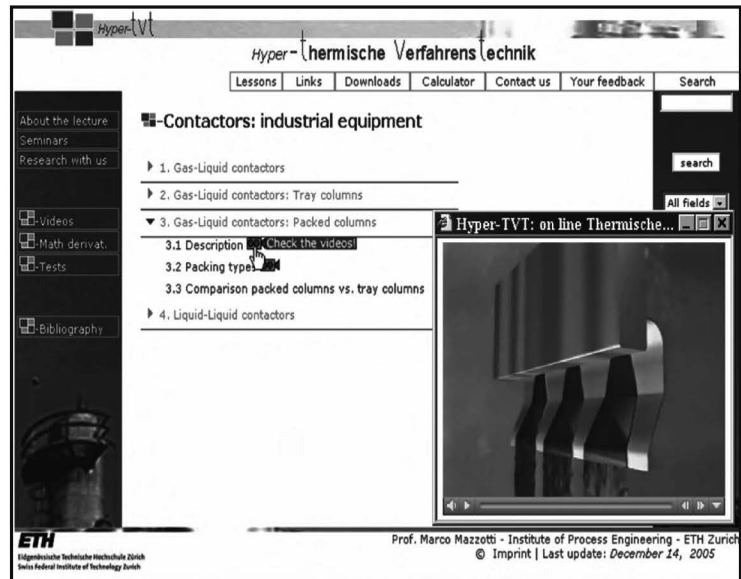 Hyper-tvt
Hyper-thermische Verfahrenstechnik
Lessons Links Downloads Calculator Contact us Your feedback Search
About the lecture
Seminars
Research with us
-Videos
-Math derivat.
-Tests
-Bibliography
-Contactors: industrial equipment
1. Gas-Liquid contactors
2. Gas-Liquid contactors: Tray columns
3. Gas-Liquid contactors: Packed columns
3.1 Description Check the videos!
3.2 Packing types
3.3 Comparison packed columns vs. tray columns
4. Liquid-Liquid contactors
search
All fields
Hyper-TVT: on line Thermische...
ETH
Eidgenössische Technische Hochschule Zürich
Swiss Federal Institute of Technology Zurich
Prof. Marco Mazzotti - Institute of Process Engineering - ETH Zurich
© Imprint | Last update: December 14, 2005